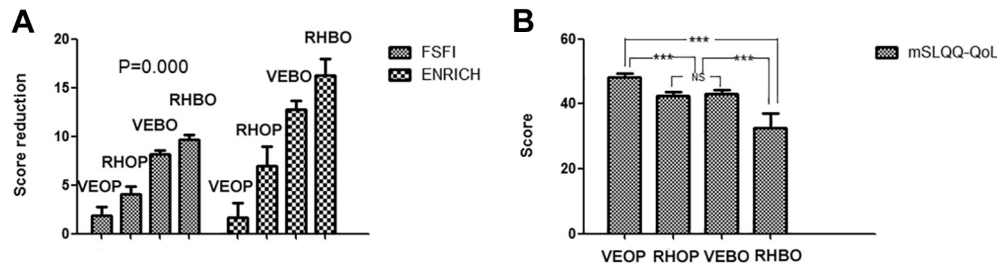 A
Score reduction
20
15
10
5
0
P=0.000
VEOP
RHOP
VEBO
RHBO
VEOP
RHOP
VEBO
RHBO
FSFI
ENRICH
B
Score
60
40
20
0
***
***
***
NS
VEOP RHOP VEBO RHBO
mSLQQ-QoL